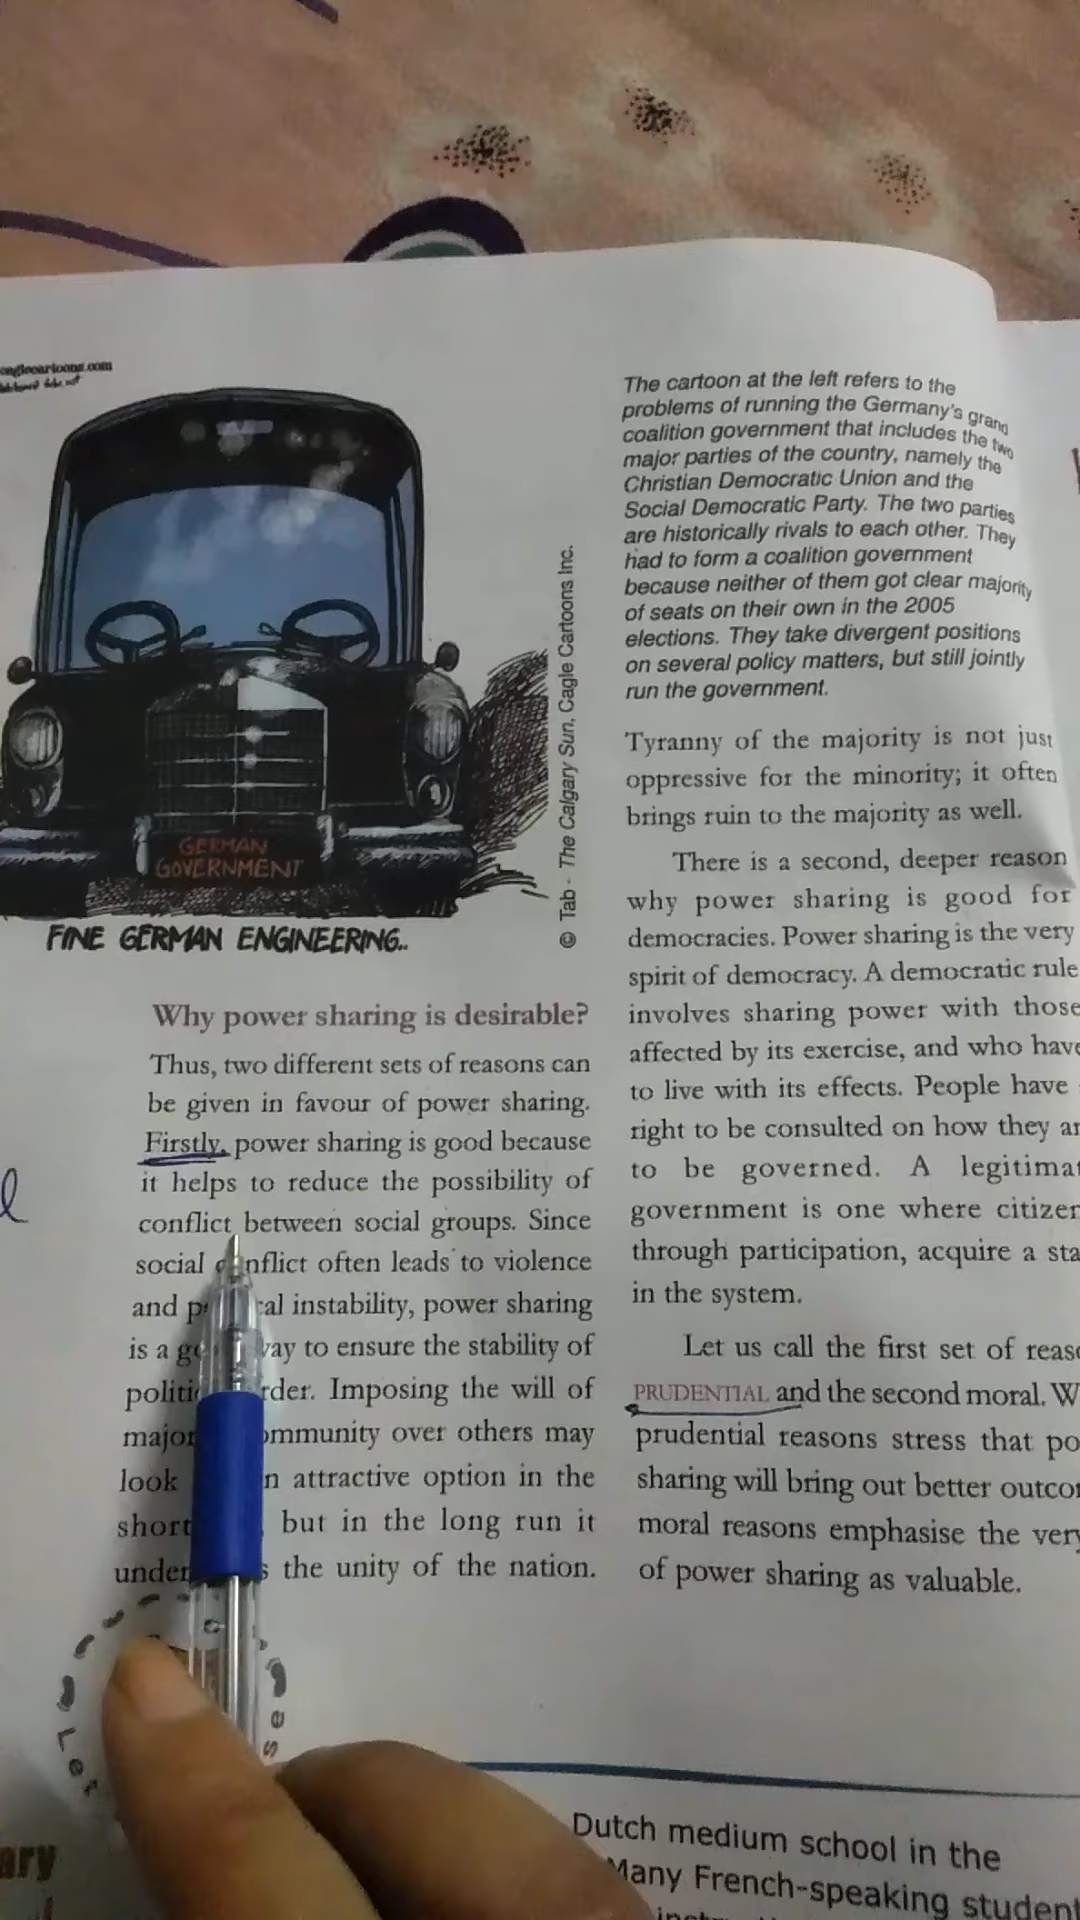 GERMAN
GOVERNMENT
FINE GERMAN ENGINEERING..
© Tab - The Calgary Sun, Cagle Cartoons Inc.
Why power sharing is desirable?
Thus, two different sets of reasons can
be given in favour of power sharing.
Firstly, power sharing is good because
it helps to reduce the possibility of
conflict between social groups. Since
social conflict often leads to violence
and al instability, power sharing
is a way to ensure the stability of
rder. Imposing the will of
ommunity over others may
look n attractive option in the
short but in the long run it
the unity of the nation.
The cartoon at the left refers to the
problems of running the Germany's grand
coalition government that includes the two
major parties of the country, namely the
Christian Democratic Union and the
Social Democratic Party. The two parties
are historically rivals to each other. They
had to form a coalition government
because neither of them got clear majority
of seats on their own in the 2005
elections. They take divergent positions
on several policy matters, but still jointly
run the government.
Tyranny of the majority is not just
oppressive for the minority; it often
brings ruin to the majority as well.
There is a second, deeper reason
why power sharing is good for
democracies. Power sharing is the very
spirit of democracy. A democratic rule
involves sharing power with those
affected by its exercise, and who have
to live with its effects. People have
right to be consulted on how they ar
to be governed. A legitimat
government is one where citizen
through participation, acquire a sta
in the system.
Let us call the first set of reaso
PRUDENTIAL and the second moral. W
prudential reasons stress that po
sharing will bring out better outco
moral reasons emphasise the very
of power sharing as valuable.
Let
se
Dutch medium school in the
Many French-speaking student